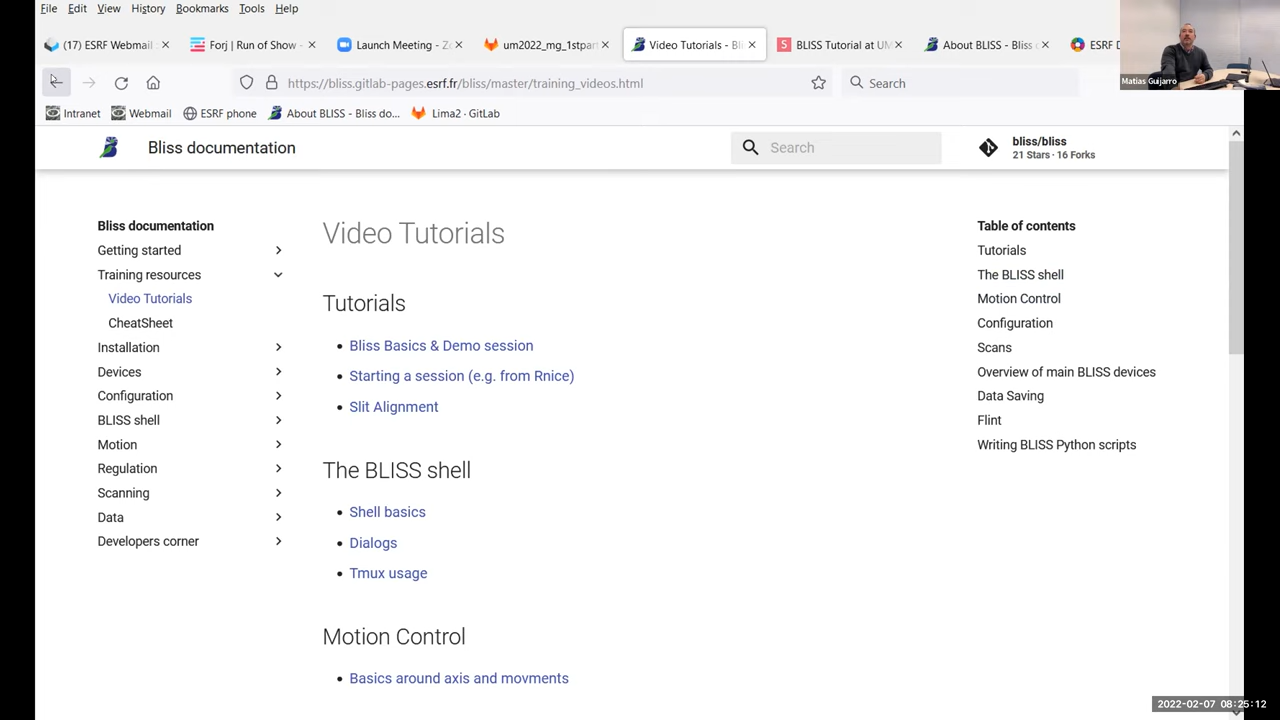 File Edit View History Bookmarks Tools Help
(17) ESRF Webmail
Forj | Run of Show -
Launch Meeting - Z
um2022_mg_1stpart
Video Tutorials - Bli
BLISS Tutorial at U
About BLISS - Bliss d
ESRF D
Matias Guijarro
https://bliss.gitlab-pages.esrf.fr/bliss/master/training_videos.html
Search
Intranet Webmail ESRF phone About BLISS - Bliss do... Lima2 · GitLab
Bliss documentation
Search
bliss/bliss
21 Stars · 16 Forks
Bliss documentation
Getting started
Training resources
Video Tutorials
CheatSheet
Installation
Devices
Configuration
BLISS shell
Motion
Regulation
Scanning
Data
Developers corner
Video Tutorials
Tutorials
Bliss Basics & Demo session
Starting a session (e.g. from Rnice)
Slit Alignment
The BLISS shell
Shell basics
Dialogs
Tmux usage
Motion Control
Basics around axis and movments
Table of contents
Tutorials
The BLISS shell
Motion Control
Configuration
Scans
Overview of main BLISS devices
Data Saving
Flint
Writing BLISS Python scripts
2022-02-07 08:25:12